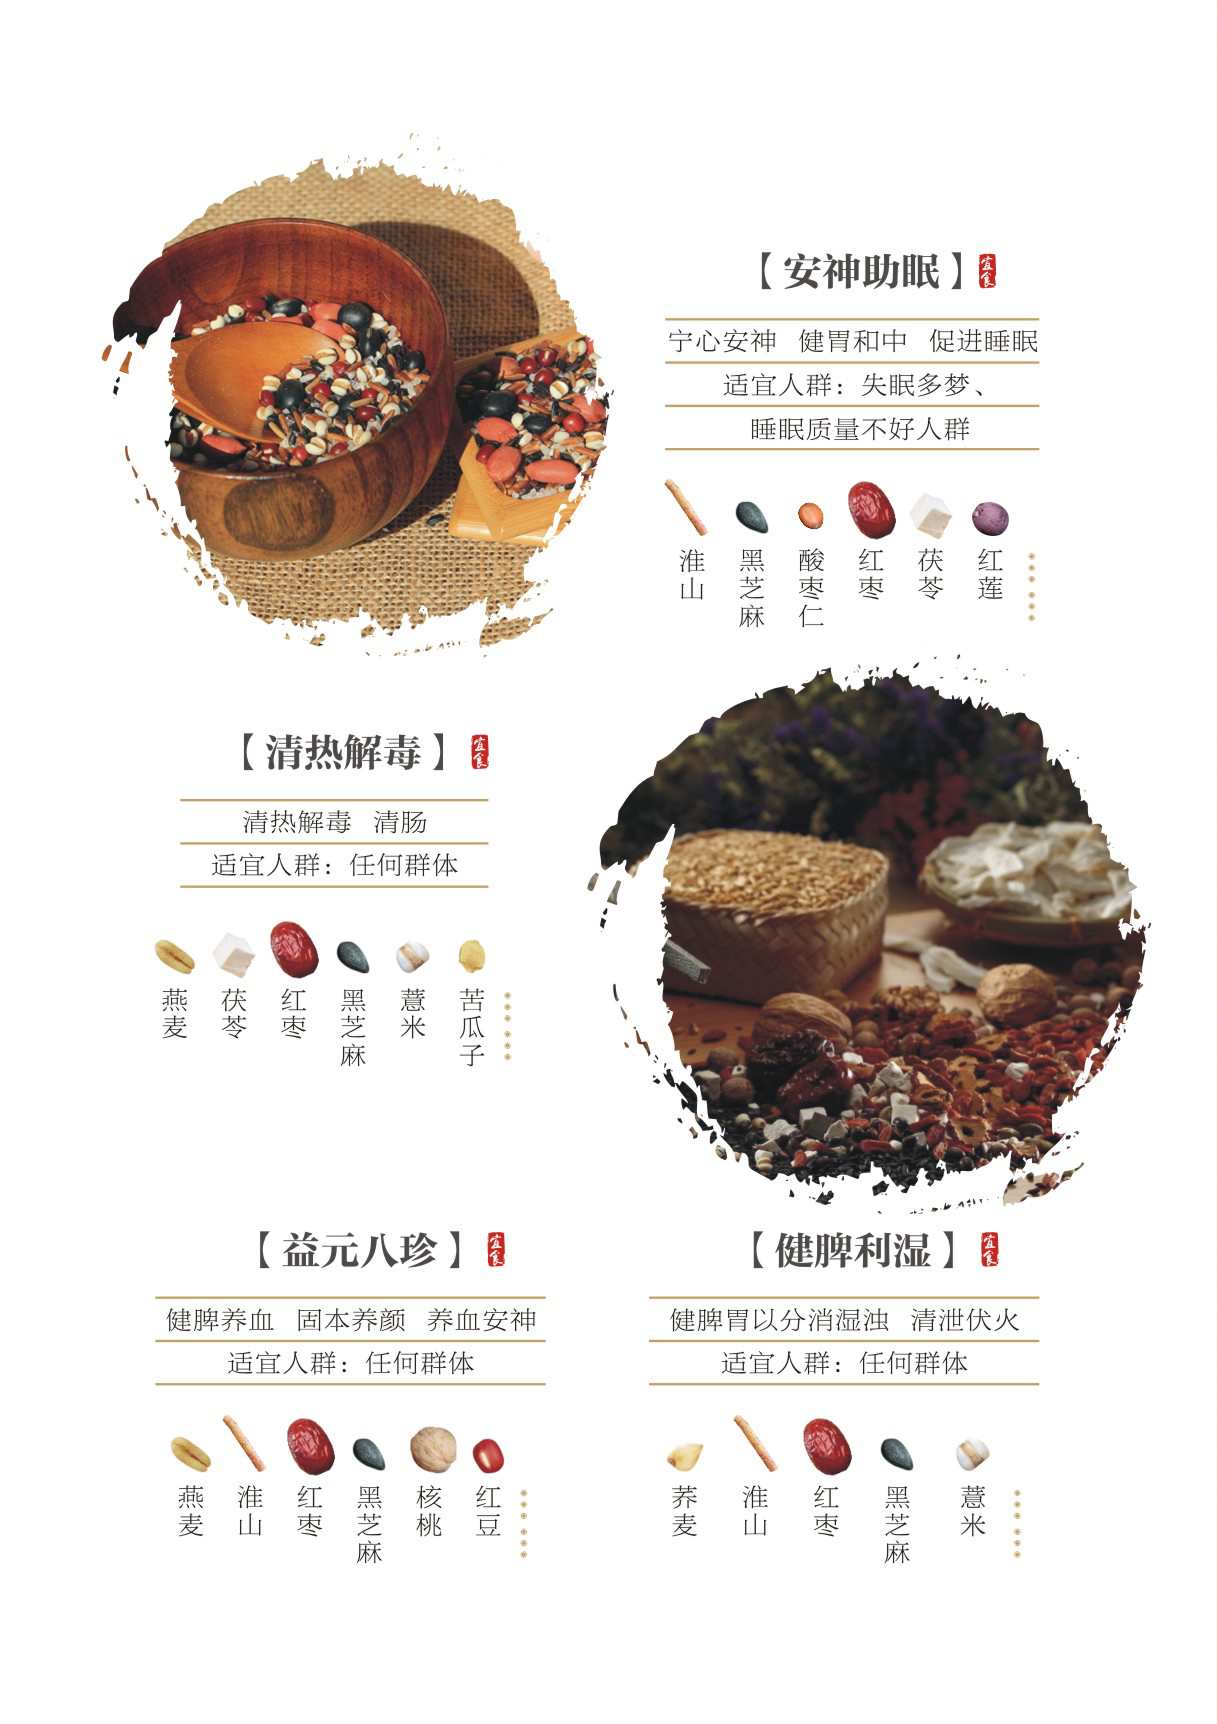 【安神助眠】宜食
宁心安神 健胃和中 促进睡眠
适宜人群：失眠多梦、
睡眠质量不好人群
淮山
黑芝麻
酸枣仁
红枣
茯苓
红莲
【清热解毒】宜食
清热解毒 清肠
适宜人群：任何群体
燕麦
茯苓
红枣
黑芝麻
薏米
苦瓜子
【益元八珍】宜食
健脾养血 固本养颜 养血安神
适宜人群：任何群体
燕麦
淮山
红枣
黑芝麻
核桃
红豆
【健脾利湿】宜食
健脾胃以分消湿浊 清泄伏火
适宜人群：任何群体
荞麦
淮山
红枣
黑芝麻
薏米